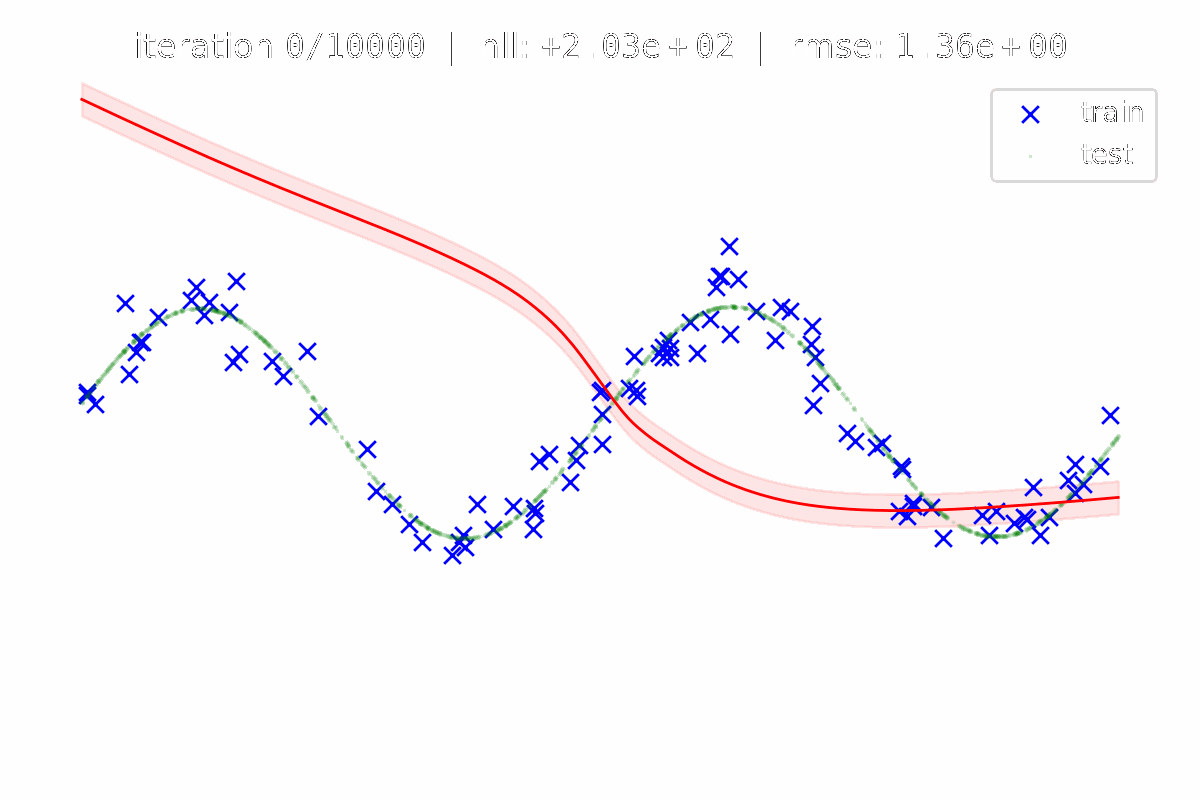 iteration 0/10000 | nll: +2.03e+02 | rmse: 1.36e+00
train
test